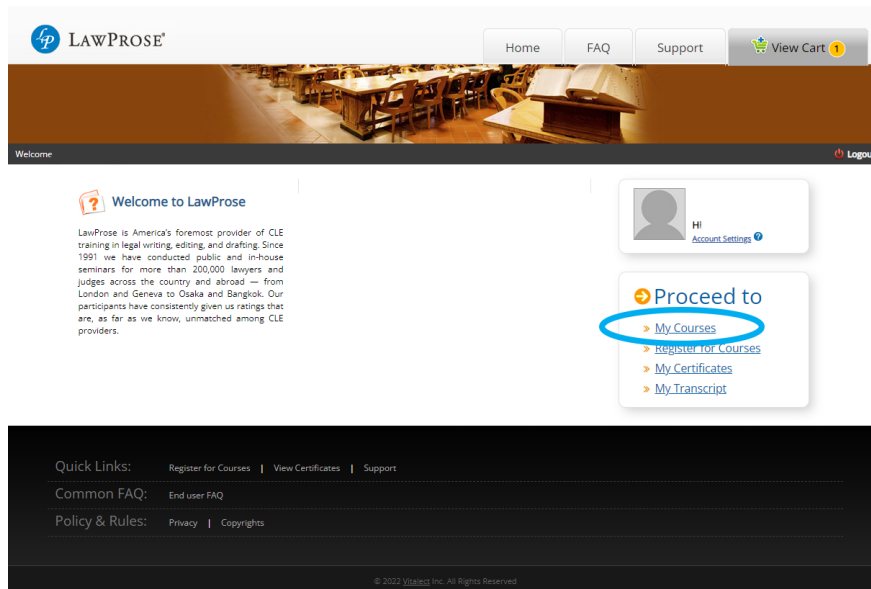 LAWPROSE®
Home
FAQ
Support
View Cart 1
Welcome
Logou
Welcome to LawProse
LawProse is America's foremost provider of CLE
training in legal writing, editing, and drafting. Since
1991 we have conducted public and in-house
seminars for more than 200,000 lawyers and
judges across the country and abroad — from
London and Geneva to Osaka and Bangkok. Our
participants have consistently given us ratings that
are, as far as we know, unmatched among CLE
providers.
HI
Account Settings ?
Proceed to
» My Courses
» Register for Courses
» My Certificates
» My Transcript
Quick Links: Register for Courses | View Certificates | Support
Common FAQ: End user FAQ
Policy & Rules: Privacy | Copyrights
© 2022 Vitalect Inc. All Rights Reserved